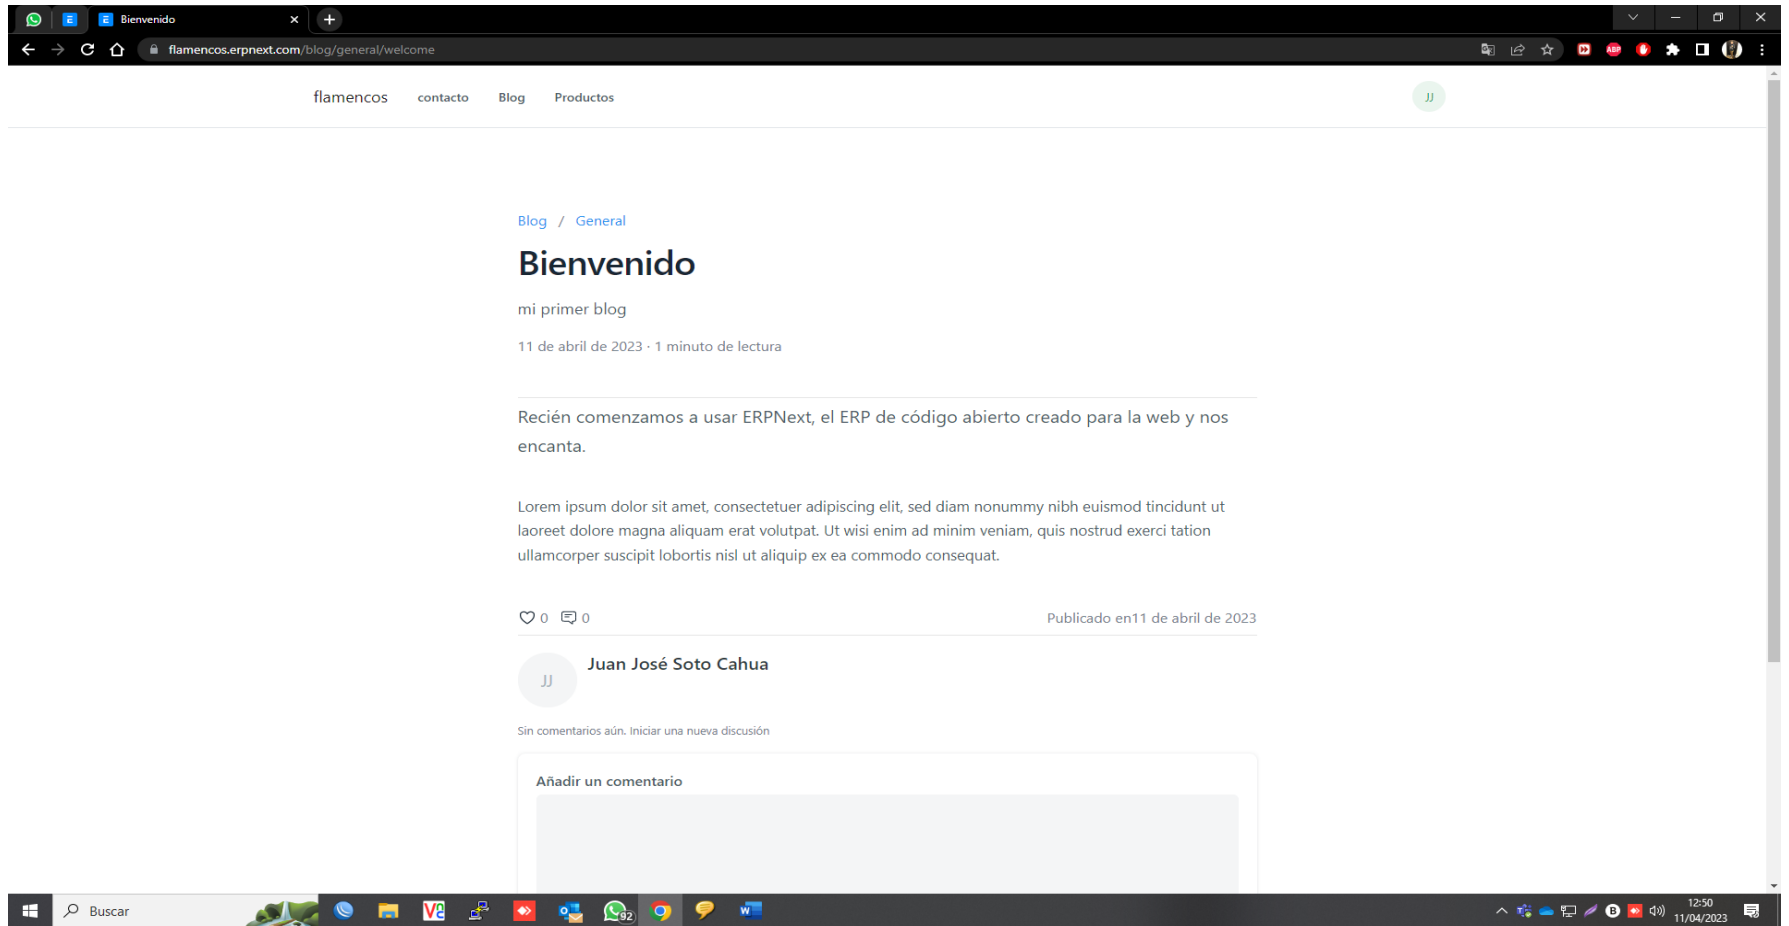 Bienvenido
flamencos.erpnext.com/blog/general/welcome
ABP
flamencos contacto Blog Productos
JJ
Blog / General
Bienvenido
mi primer blog
11 de abril de 2023 · 1 minuto de lectura
Recién comenzamos a usar ERPNext, el ERP de código abierto creado para la web y nos
encanta.
Lorem ipsum dolor sit amet, consectetuer adipiscing elit, sed diam nonummy nibh euismod tincidunt ut
laoreet dolore magna aliquam erat volutpat. Ut wisi enim ad minim veniam, quis nostrud exerci tation
ullamcorper suscipit lobortis nisl ut aliquip ex ea commodo consequat.
0 0 Publicado en11 de abril de 2023
JJ Juan José Soto Cahua
Sin comentarios aún. Iniciar una nueva discusión
Añadir un comentario
Buscar
92
12:50
11/04/2023